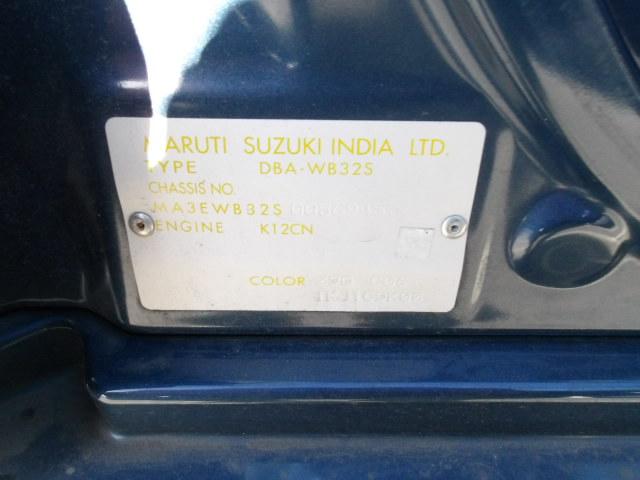 MARUTI SUZUKI INDIA LTD.
TYPE DBA-WB32S
CHASSIS NO.
MA3EWB32S
ENGINE K12CN
COLOR